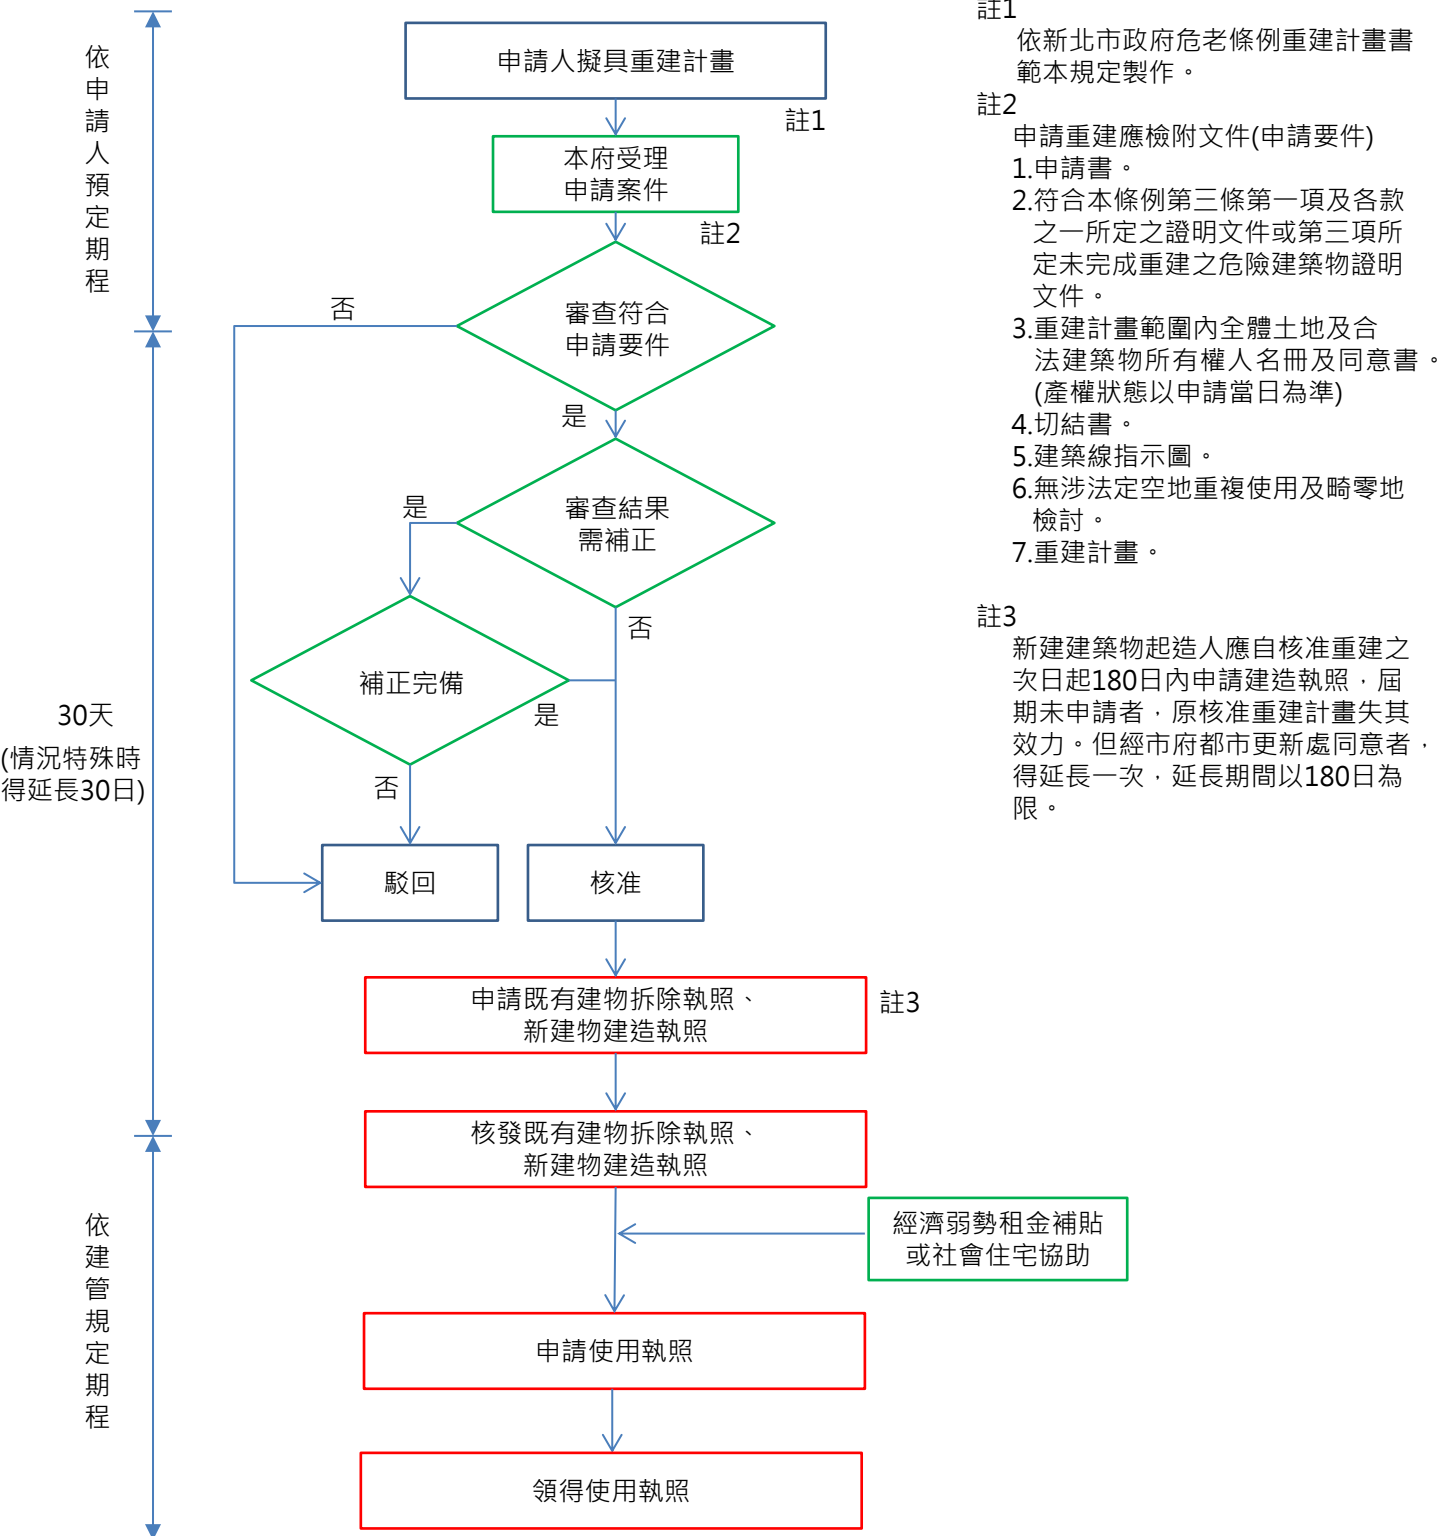 依
申
請
人
預
定
期
程
30天
(情況特殊時
得延長30日)
依
建
管
規
定
期
程
申請人擬具重建計畫
註1
本府受理
申請案件
註2
審查符合
申請要件
否
是
審查結果
需補正
是
否
補正完備
是
否
駁回
核准
申請既有建物拆除執照、
新建物建造執照
註3
核發既有建物拆除執照、
新建物建造執照
經濟弱勢租金補貼
或社會住宅協助
申請使用執照
領得使用執照
註1
依新北市政府危老條例重建計畫書
範本規定製作。
註2
申請重建應檢附文件(申請要件)
1.申請書。
2.符合本條例第三條第一項及各款
之一所定之證明文件或第三項所
定未完成重建之危險建築物證明
文件。
3.重建計畫範圍內全體土地及合
法建築物所有權人名冊及同意書。
(產權狀態以申請當日為準)
4.切結書。
5.建築線指示圖。
6.無涉法定空地重複使用及畸零地
檢討。
7.重建計畫。
註3
新建建築物起造人應自核准重建之
次日起180日內申請建造執照，屆
期未申請者，原核准重建計畫失其
效力。但經市府都市更新處同意者，
得延長一次，延長期間以180日為
限。